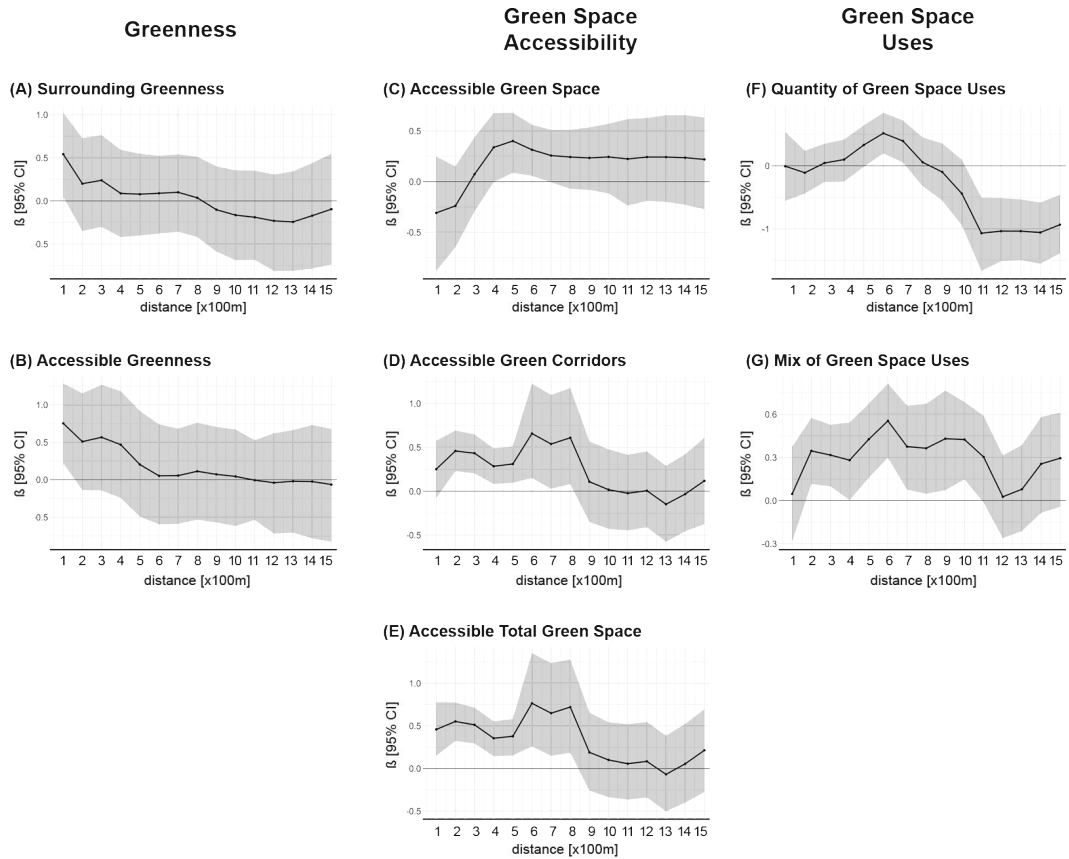 Greenness
Green Space
Accessibility
Green Space
Uses
(A) Surrounding Greenness
1.0
0.5
0.0
0.5
ß [95% CI]
1 2 3 4 5 6 7 8 9 10 11 12 13 14 15
distance [x100m]
(C) Accessible Green Space
0.5
0.0
-0.5
ß [95% CI]
1 2 3 4 5 6 7 8 9 10 11 12 13 14 15
distance [x100m]
(F) Quantity of Green Space Uses
0
-1
ß [95% CI]
1 2 3 4 5 6 7 8 9 10 11 12 13 14 15
distance [x100m]
(B) Accessible Greenness
1.0
0.5
0.0
0.5
ß [95% CI]
1 2 3 4 5 6 7 8 9 10 11 12 13 14 15
distance [x100m]
(D) Accessible Green Corridors
1.0
0.5
0.0
-0.5
ß [95% CI]
1 2 3 4 5 6 7 8 9 10 11 12 13 14 15
distance [x100m]
(G) Mix of Green Space Uses
0.6
0.3
0.0
-0.3
ß [95% CI]
1 2 3 4 5 6 7 8 9 10 11 12 13 14 15
distance [x100m]
(E) Accessible Total Green Space
1.0
0.5
0.0
-0.5
ß [95% CI]
1 2 3 4 5 6 7 8 9 10 11 12 13 14 15
distance [x100m]